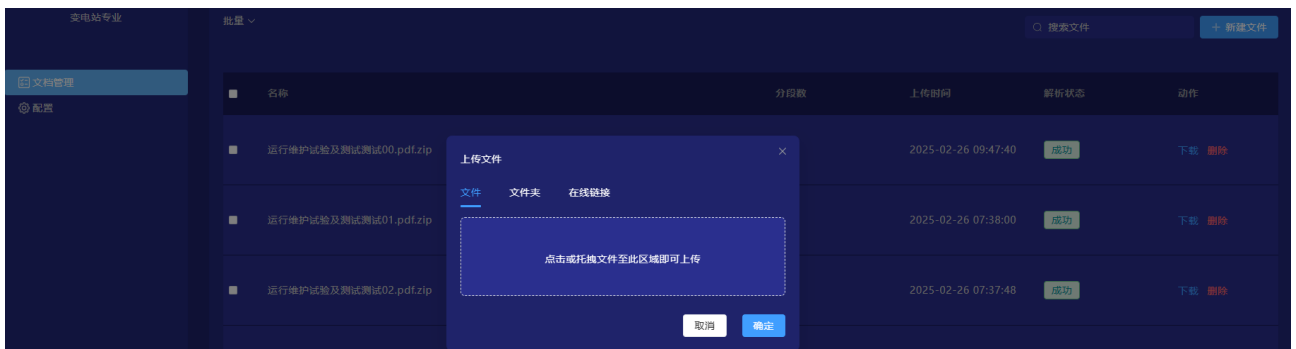 变电站专业
批量
搜索文件
+ 新建文件
文档管理
配置
名称 分段数 上传时间 解析状态 动作
运行维护试验及测试测试00.pdf.zip 2025-02-26 09:47:40 成功 下载 删除
运行维护试验及测试测试01.pdf.zip 2025-02-26 07:38:00 成功 下载 删除
运行维护试验及测试测试02.pdf.zip 2025-02-26 07:37:48 成功 下载 删除
上传文件
文件 文件夹 在线链接
点击或托拽文件至此区域即可上传
取消 确定